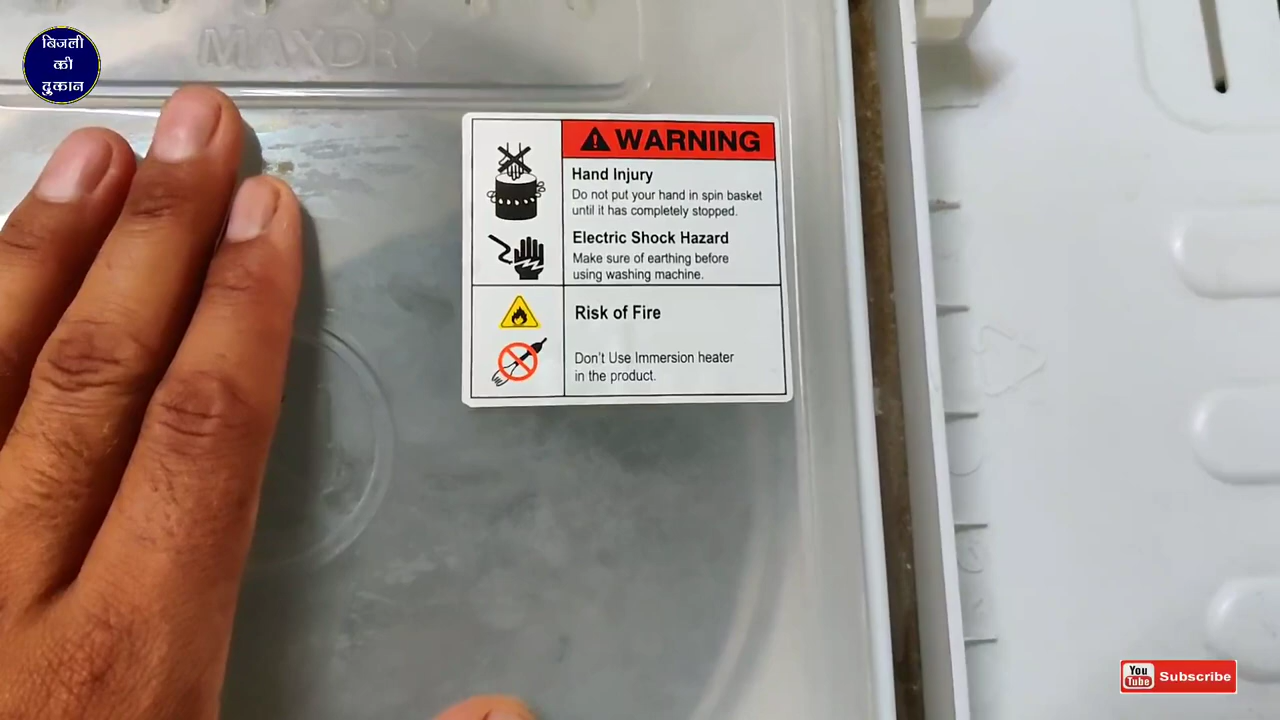 बिजली
की
दुकान
MAXDRY
WARNING
Hand Injury
Do not put your hand in spin basket
until it has completely stopped.
Electric Shock Hazard
Make sure of earthing before
using washing machine.
Risk of Fire
Don't Use Immersion heater
in the product.
You
Tube
Subscribe